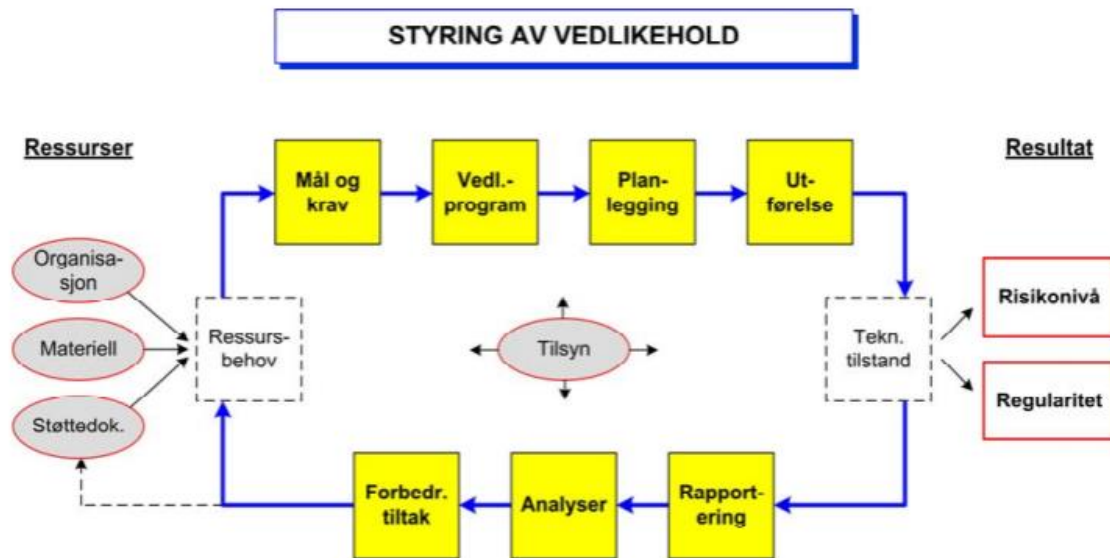 STYRING AV VEDLIKEHOLD
Ressurser
Resultat
Mål og
krav
Vedl.-
program
Plan-
legging
Ut-
førelse
Organisa-
sjon
Materiell
Støttedok.
Ressurs-
behov
Tilsyn
Tekn.
tilstand
Risikonivå
Regularitet
Forbedr.
tiltak
Analyser
Rapport-
ering